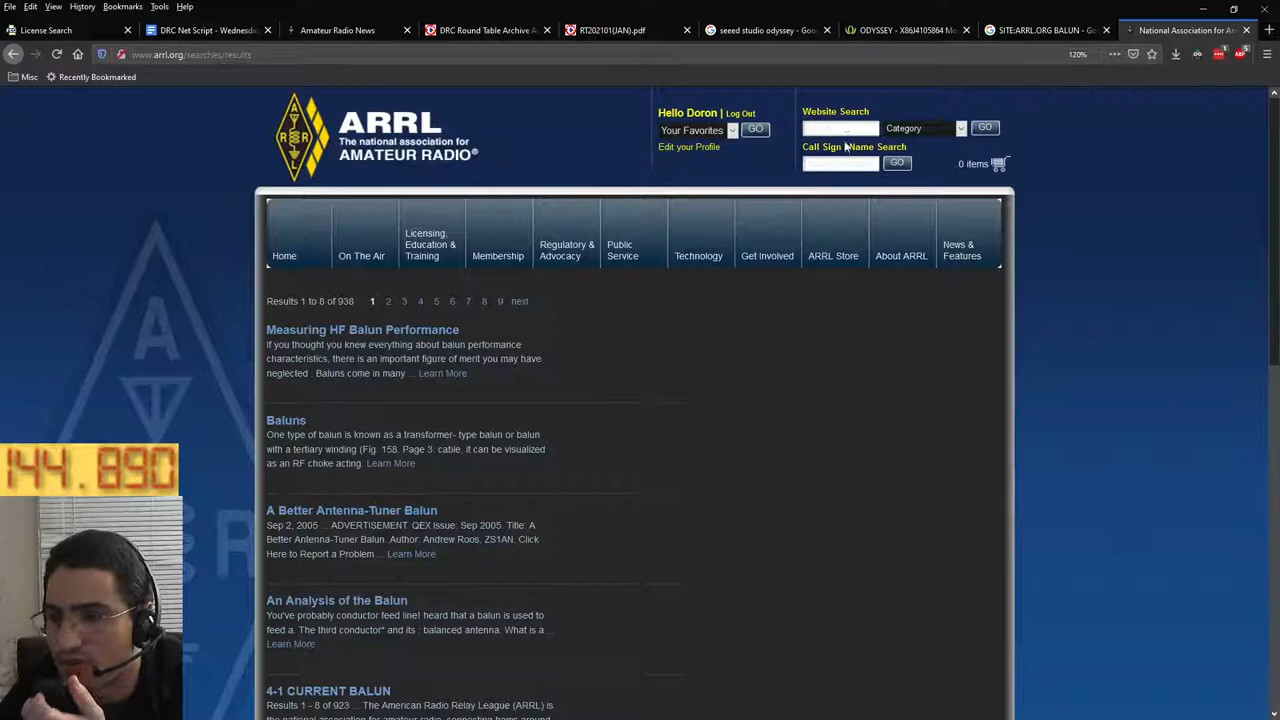 File Edit View History Bookmarks Tools Help
License Search
DRC Net Script - Wednesda
Amateur Radio News
DRC Round Table Archive A
RT202101(JAN).pdf
seeed studio odyssey - Goo
ODYSSEY - X86J4105864 Mo
SITE:ARRL.ORG BALUN - Go
National Association for Am
www.arrl.org/searches/results
120%
Misc Recently Bookmarked
ARRL
The national association for
AMATEUR RADIO®
Hello Doron | Log Out
Your Favorites GO
Edit your Profile
Website Search
Category GO
Call Sign Name Search
GO
0 items
Home
On The Air
Licensing,
Education &
Training
Membership
Regulatory &
Advocacy
Public
Service
Technology
Get Involved
ARRL Store
About ARRL
News &
Features
Results 1 to 8 of 938 1 2 3 4 5 6 7 8 9 next
Measuring HF Balun Performance
If you thought you knew everything about balun performance
characteristics, there is an important figure of merit you may have
neglected . Baluns come in many ... Learn More
Baluns
One type of balun is known as a transformer- type balun or balun
with a tertiary winding (Fig 158. Page 3. cable, it can be visualized
as an RF choke acting. Learn More
A Better Antenna-Tuner Balun
Sep 2, 2005 ... ADVERTISEMENT. QEX Issue: Sep 2005. Title: A
Better Antenna-Tuner Balun. Author: Andrew Roos, ZS1AN. Click
Here to Report a Problem ... Learn More
An Analysis of the Balun
You've probably conductor feed line! heard that a balun is used to
feed a. The third conductor" and its : balanced antenna. What is a ...
Learn More
4-1 CURRENT BALUN
Results 1 - 8 of 923 ... The American Radio Relay League (ARRL) is
the national association for amateur radio, connecting hams around
144.890